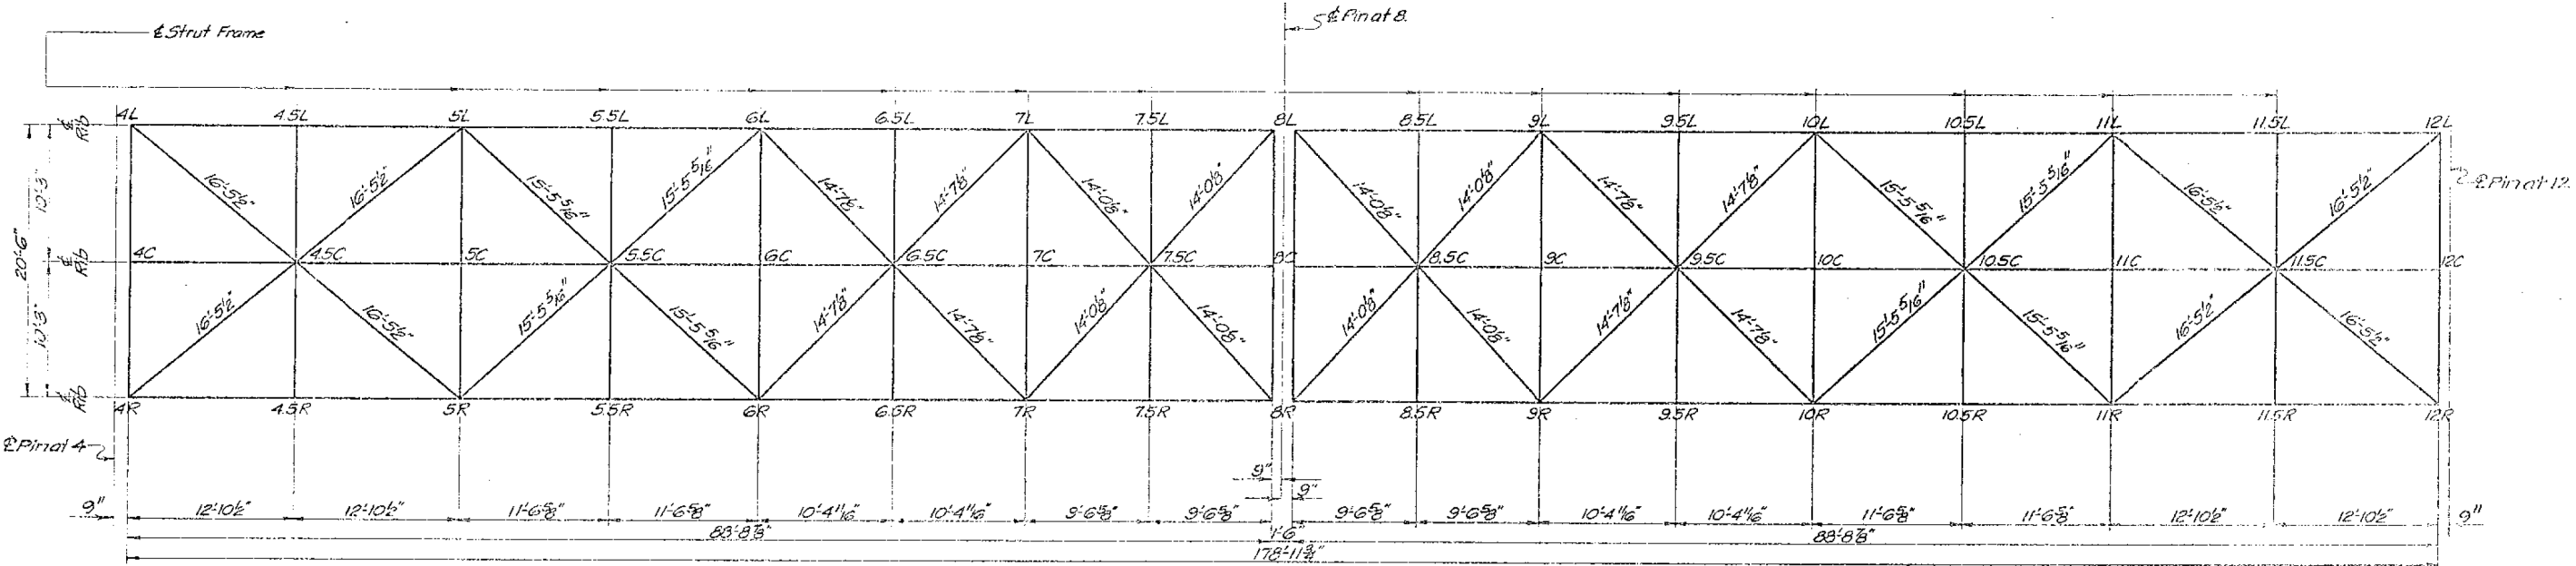 ℄ Strut Frame
℄ Pin at 8.
4L 4.5L 5L 5.5L 6L 6.5L 7L 7.5L 8L 8.5L 9L 9.5L 10L 10.5L 11L 11.5L 12L
℄ Rib
16'-5½" 16'-5½" 15'-5 5/16" 15'-5 5/16" 14'-7⅛" 14'-7⅛" 14'-0⅛" 14'-0⅛" 14'-0⅛" 14'-0⅛" 14'-7⅛" 14'-7⅛" 15'-5 5/16" 15'-5 5/16" 16'-5½" 16'-5½"
℄ Pin at 12.
10'-3"
20'-6"
℄ Rib
4C 4.5C 5C 5.5C 6C 6.5C 7C 7.5C 8C 8.5C 9C 9.5C 10C 10.5C 11C 11.5C 12C
10'-3"
16'-5½" 16'-5½" 15'-5 5/16" 15'-5 5/16" 14'-7⅛" 14'-7⅛" 14'-0⅛" 14'-0⅛" 14'-0⅛" 14'-0⅛" 14'-7⅛" 14'-7⅛" 15'-5 5/16" 15'-5 5/16" 16'-5½" 16'-5½"
℄ Rib
4R 4.5R 5R 5.5R 6R 6.5R 7R 7.5R 8R 8.5R 9R 9.5R 10R 10.5R 11R 11.5R 12R
℄ Pin at 4
9"
9"
9" 12'-10½" 12'-10½" 11'-6⅝" 11'-6⅝" 10'-4 1/16" 10'-4 1/16" 9'-6⅝" 9'-6⅝" 9'-6⅝" 9'-6⅝" 10'-4 1/16" 10'-4 1/16" 11'-6⅝" 11'-6⅝" 12'-10½" 12'-10½" 9"
88'-8⅞" 1'-6" 88'-8⅞"
178'-11¾"